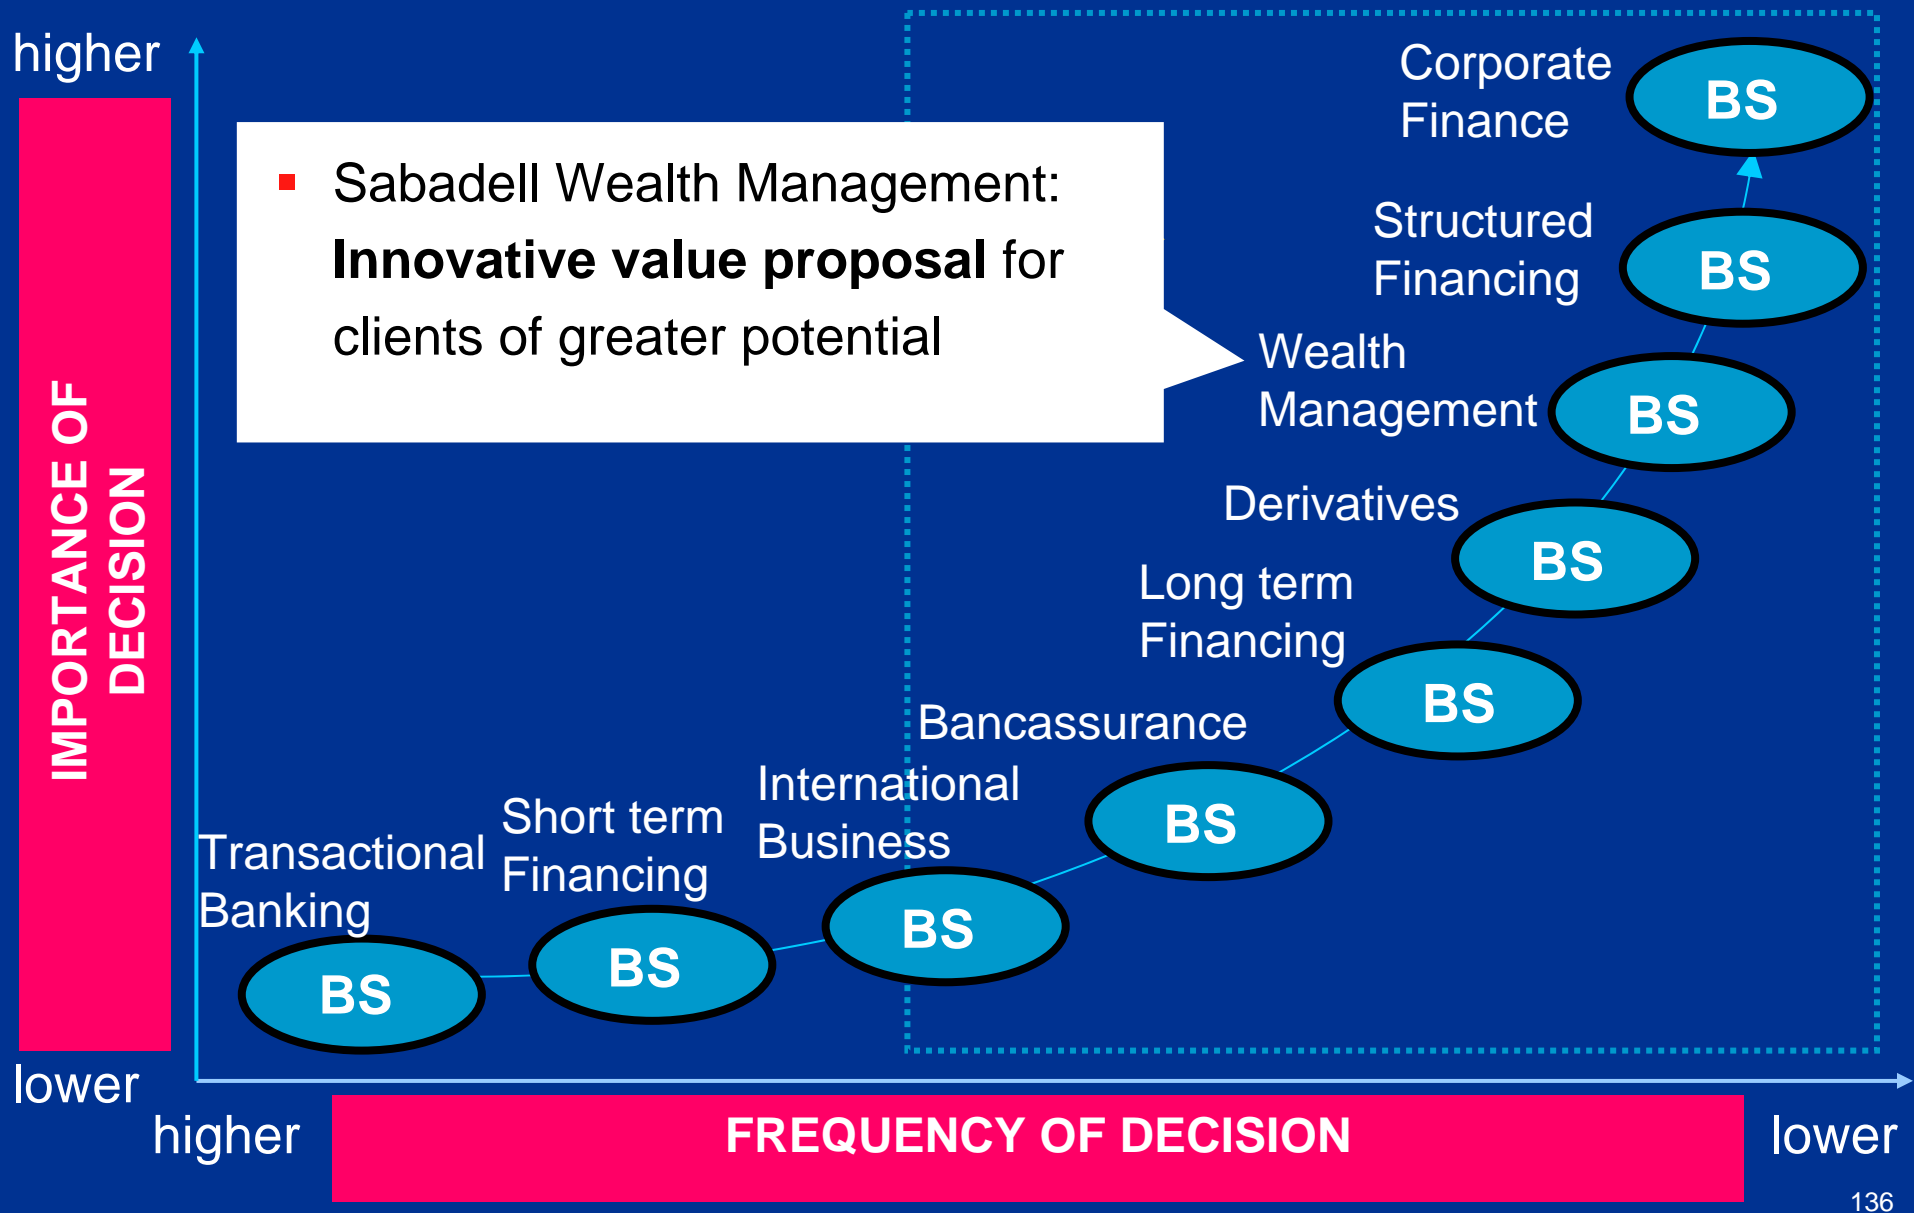 higher
IMPORTANCE OF
DECISION
lower
Sabadell Wealth Management:
Innovative value proposal for
clients of greater potential
Corporate
Finance
BS
Structured
Financing
BS
Wealth
Management
BS
Derivatives
BS
Long term
Financing
BS
Bancassurance
BS
International
Business
BS
Short term
Financing
BS
Transactional
Banking
BS
higher
FREQUENCY OF DECISION
lower
136